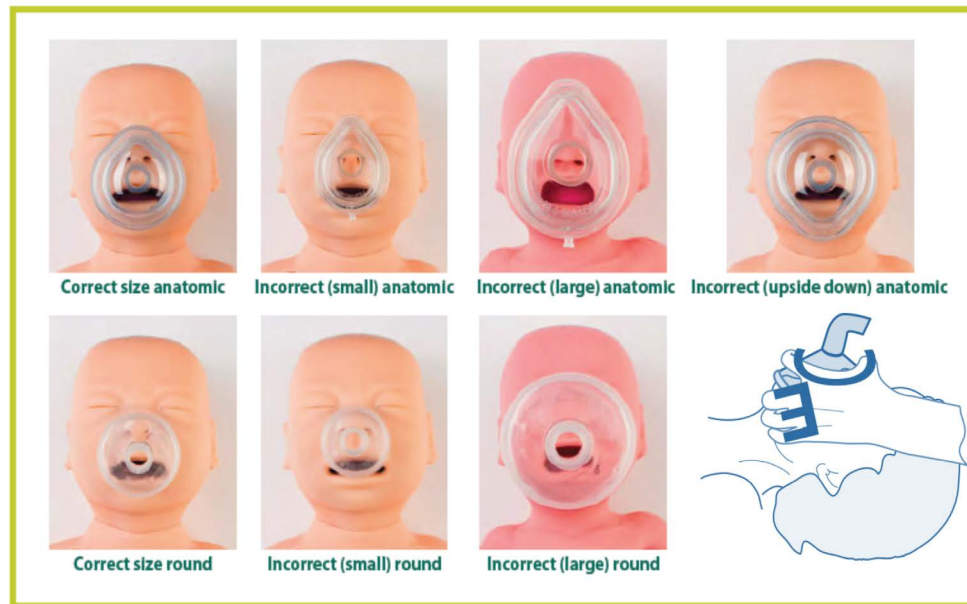 Correct size anatomic
Incorrect (small) anatomic
Incorrect (large) anatomic
Incorrect (upside down) anatomic
E
Correct size round
Incorrect (small) round
Incorrect (large) round